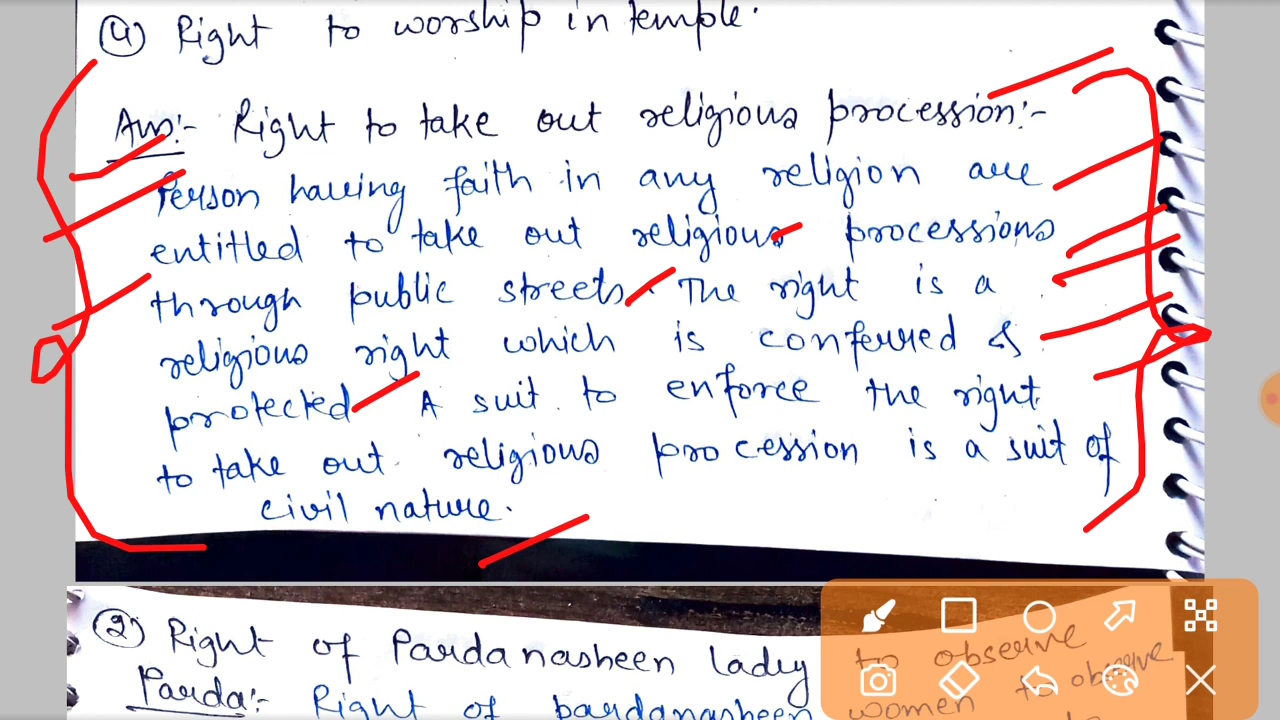 (4) Right to worship in temple.
Ans:- Right to take out religious procession:-
Person having faith in any religion are
entitled to take out religious processions
through public streets. The right is a
religious right which is conferred &
protected. A suit to enforce the right
to take out religious procession is a suit of
civil nature.
(2) Right of Pardanasheen lady to observe
Parda:- Right of pardanasheen women to observe